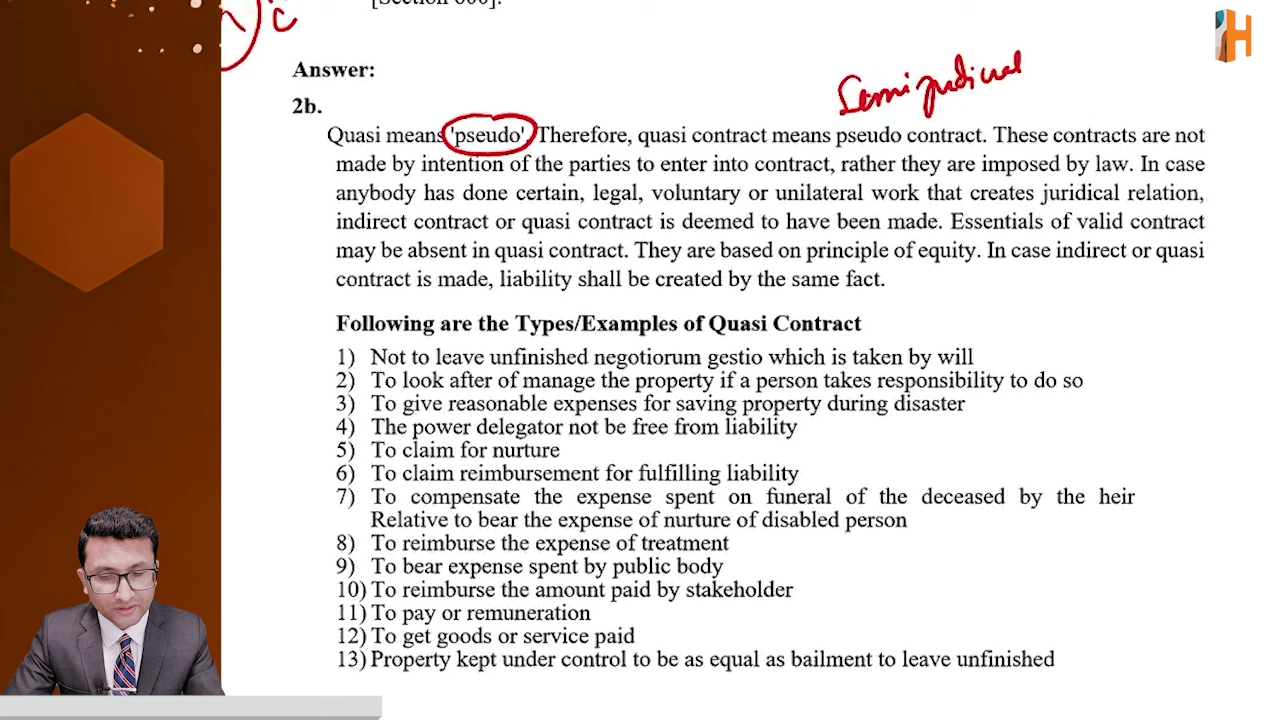 [Section 666].
C
Answer:
Semi judicial
2b.
Quasi means 'pseudo'. Therefore, quasi contract means pseudo contract. These contracts are not
made by intention of the parties to enter into contract, rather they are imposed by law. In case
anybody has done certain, legal, voluntary or unilateral work that creates juridical relation,
indirect contract or quasi contract is deemed to have been made. Essentials of valid contract
may be absent in quasi contract. They are based on principle of equity. In case indirect or quasi
contract is made, liability shall be created by the same fact.
Following are the Types/Examples of Quasi Contract
1) Not to leave unfinished negotiorum gestio which is taken by will
2) To look after of manage the property if a person takes responsibility to do so
3) To give reasonable expenses for saving property during disaster
4) The power delegator not be free from liability
5) To claim for nurture
6) To claim reimbursement for fulfilling liability
7) To compensate the expense spent on funeral of the deceased by the heir
Relative to bear the expense of nurture of disabled person
8) To reimburse the expense of treatment
9) To bear expense spent by public body
10) To reimburse the amount paid by stakeholder
11) To pay or remuneration
12) To get goods or service paid
13) Property kept under control to be as equal as bailment to leave unfinished